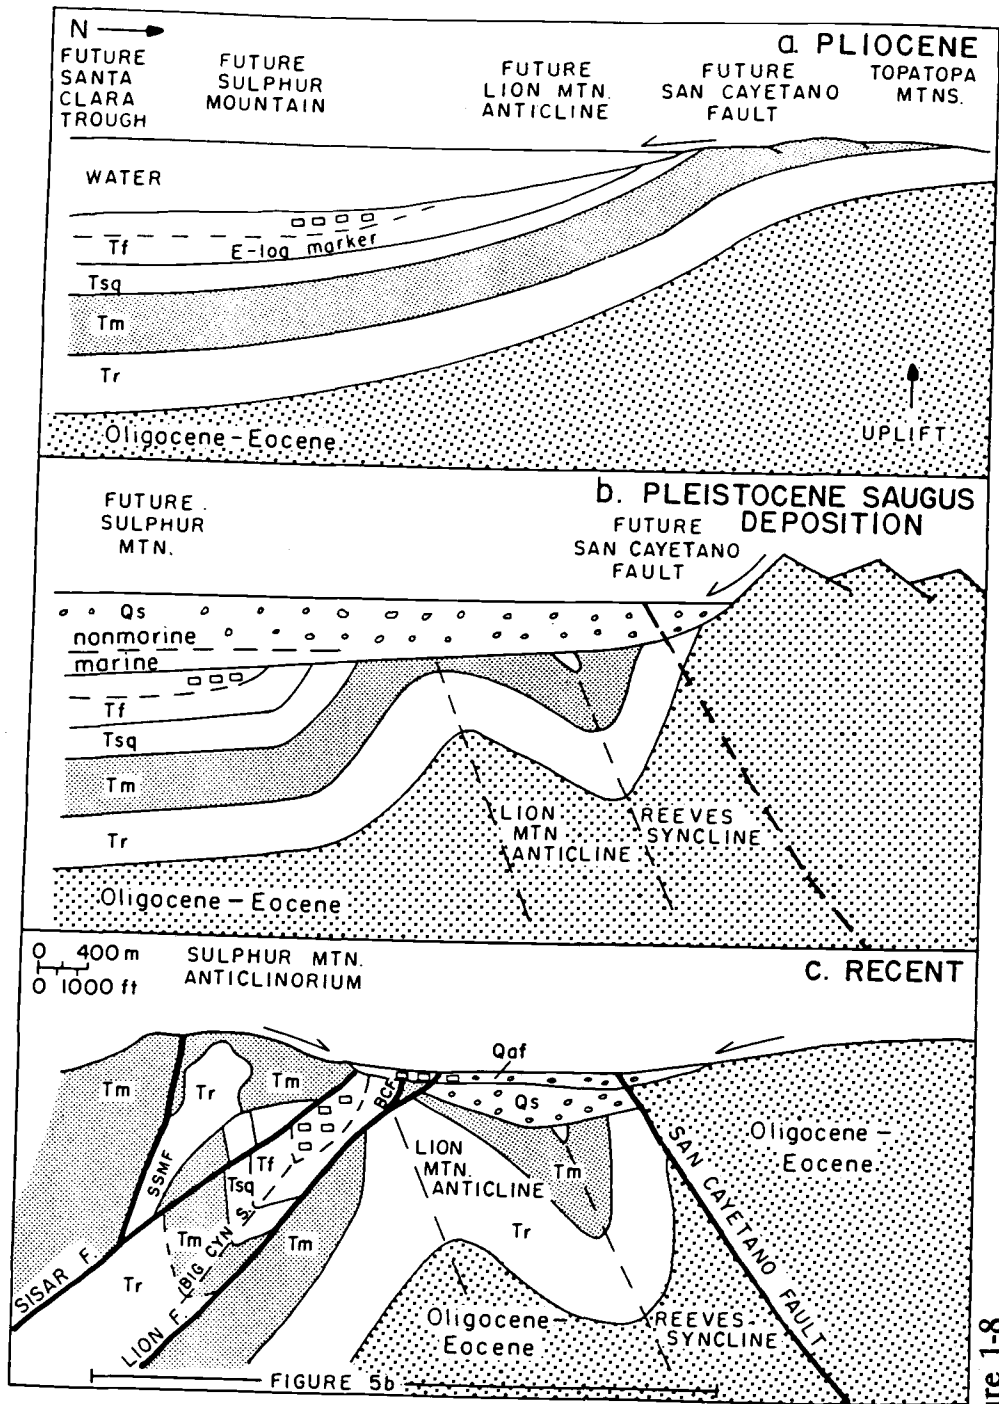 N
a. PLIOCENE
FUTURE
SANTA
CLARA
TROUGH
FUTURE
SULPHUR
MOUNTAIN
FUTURE
LION MTN.
ANTICLINE
FUTURE
SAN CAYETANO
FAULT
TOPATOPA
MTNS.
WATER
Tf
E-log marker
Tsq
Tm
Tr
Oligocene-Eocene
UPLIFT
b. PLEISTOCENE SAUGUS
DEPOSITION
FUTURE
SULPHUR
MTN.
FUTURE
SAN CAYETANO
FAULT
Qs
nonmarine
marine
Tf
Tsq
Tm
Tr
Oligocene-Eocene
LION
MTN.
ANTICLINE
REEVES
SYNCLINE
0 400 m
0 1000 ft
SULPHUR MTN.
ANTICLINORIUM
c. RECENT
Tm
Tr
Tm
SSMF
Tf
Tsq
Tm
Tr
BIG CYN S.
Tm
SISAR F.
LION F.
BCF
Qaf
Qs
LION
MTN.
ANTICLINE
Tm
Tr
Oligocene-
Eocene
REEVES
SYNCLINE
SAN CAYETANO FAULT
Oligocene-
Eocene
FIGURE 5b
ure 1-8